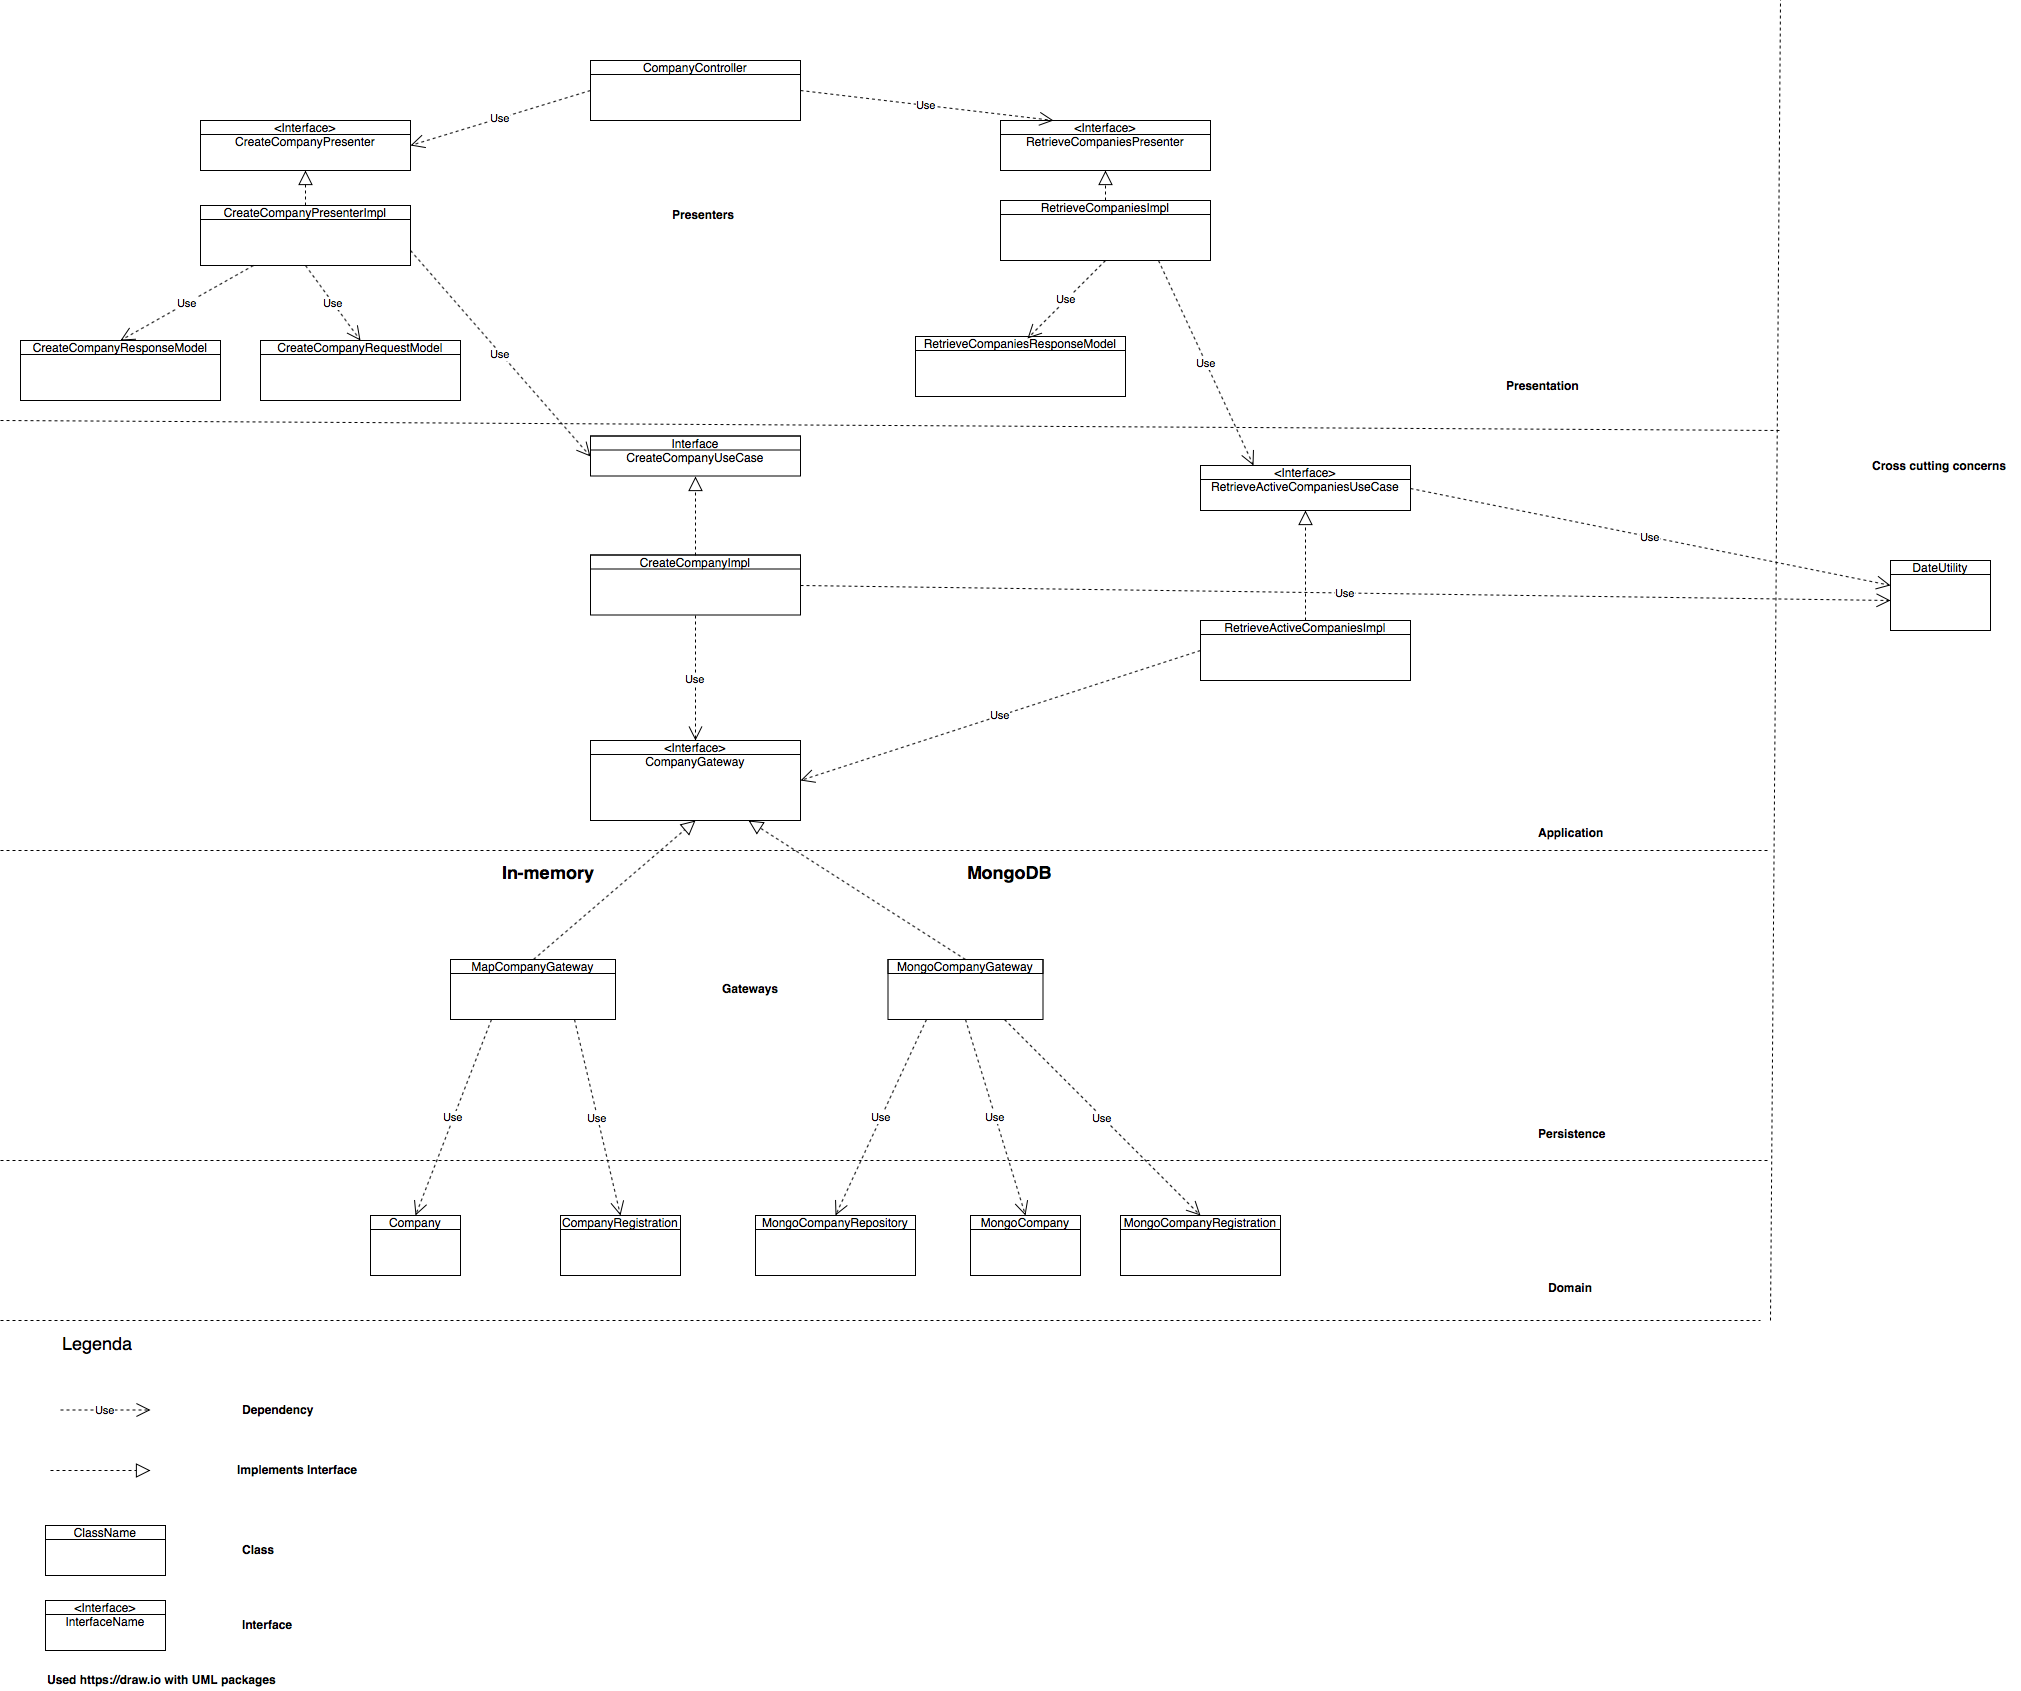 CompanyController
Use
Use
<Interface>
CreateCompanyPresenter
<Interface>
RetrieveCompaniesPresenter
CreateCompanyPresenterImpl
Presenters
RetrieveCompaniesImpl
Use
Use
Use
Use
Use
CreateCompanyResponseModel
CreateCompanyRequestModel
RetrieveCompaniesResponseModel
Presentation
Interface
CreateCompanyUseCase
<Interface>
RetrieveActiveCompaniesUseCase
Cross cutting concerns
Use
CreateCompanyImpl
DateUtility
Use
RetrieveActiveCompaniesImpl
Use
Use
<Interface>
CompanyGateway
Application
In-memory
MongoDB
MapCompanyGateway
MongoCompanyGateway
Gateways
Use
Use
Use
Use
Use
Persistence
Company
CompanyRegistration
MongoCompanyRepository
MongoCompany
MongoCompanyRegistration
Domain
Legenda
Use
Dependency
Implements Interface
ClassName
Class
<Interface>
InterfaceName
Interface
Used https://draw.io with UML packages